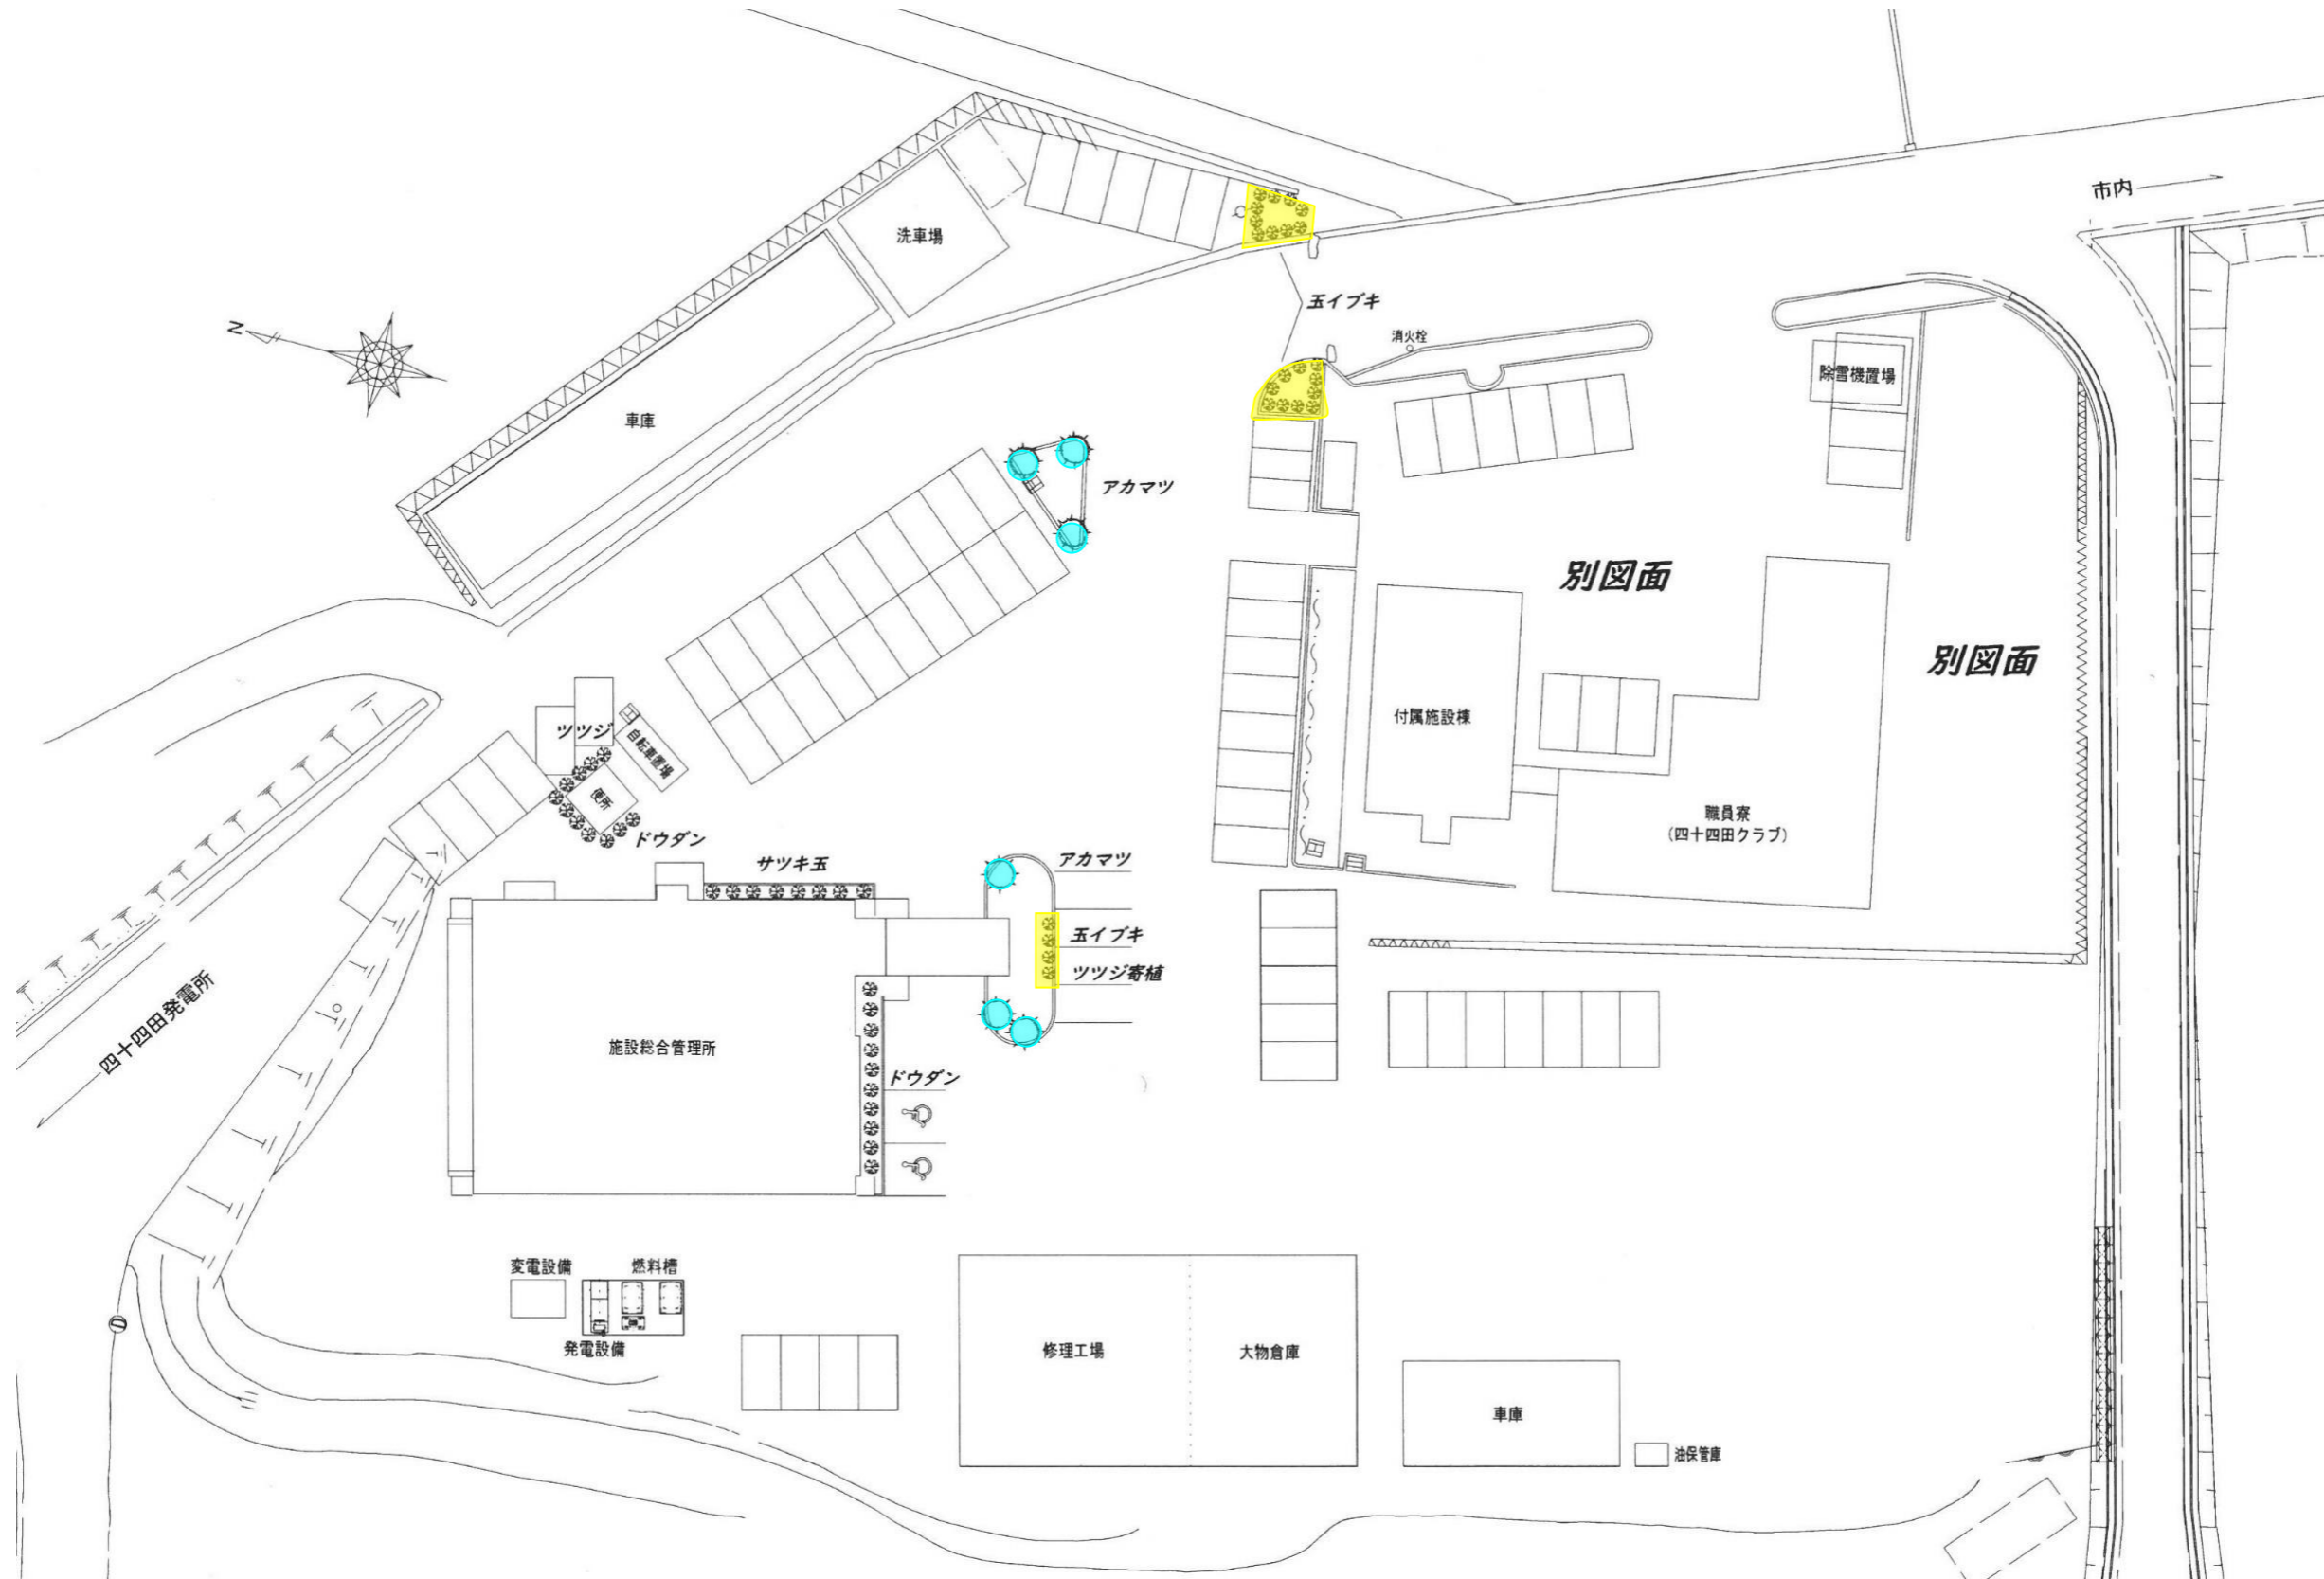 市内
洗車場
玉イブキ
N
消火栓
除雪機置場
車庫
アカマツ
別図面
別図面
ツツジ
自転車置場
付属施設棟
便所
職員寮
(四十四田クラブ)
ドウダン
サツキ玉
アカマツ
玉イブキ
ツツジ寄植
四十四田発電所
施設総合管理所
ドウダン
変電設備
燃料槽
発電設備
修理工場
大物倉庫
車庫
油保管庫